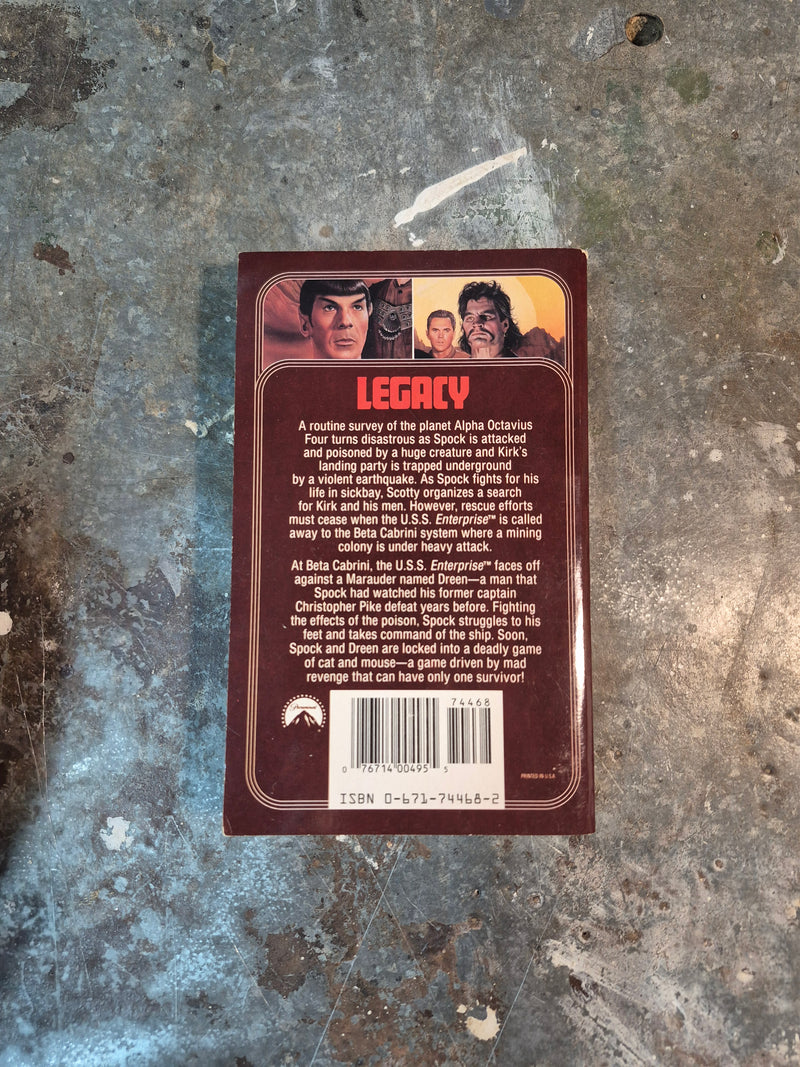 LEGACY
A routine survey of the planet Alpha Octavius
Four turns disastrous as Spock is attacked
and poisoned by a huge creature and Kirk's
landing party is trapped underground
by a violent earthquake. As Spock fights for his
life in sickbay, Scotty organizes a search
for Kirk and his men. However, rescue efforts
must cease when the U.S.S. Enterprise™ is called
away to the Beta Cabrini system where a mining
colony is under heavy attack.
At Beta Cabrini, the U.S.S. Enterprise™ faces off
against a Marauder named Dreen—a man that
Spock had watched his former captain
Christopher Pike defeat years before. Fighting
the effects of the poison, Spock struggles to his
feet and takes command of the ship. Soon,
Spock and Dreen are locked into a deadly game
of cat and mouse—a game driven by mad
revenge that can have only one survivor!
Paramount
74468
0 76714 00495 5
PRINTED IN U.S.A.
ISBN 0-671-74468-2